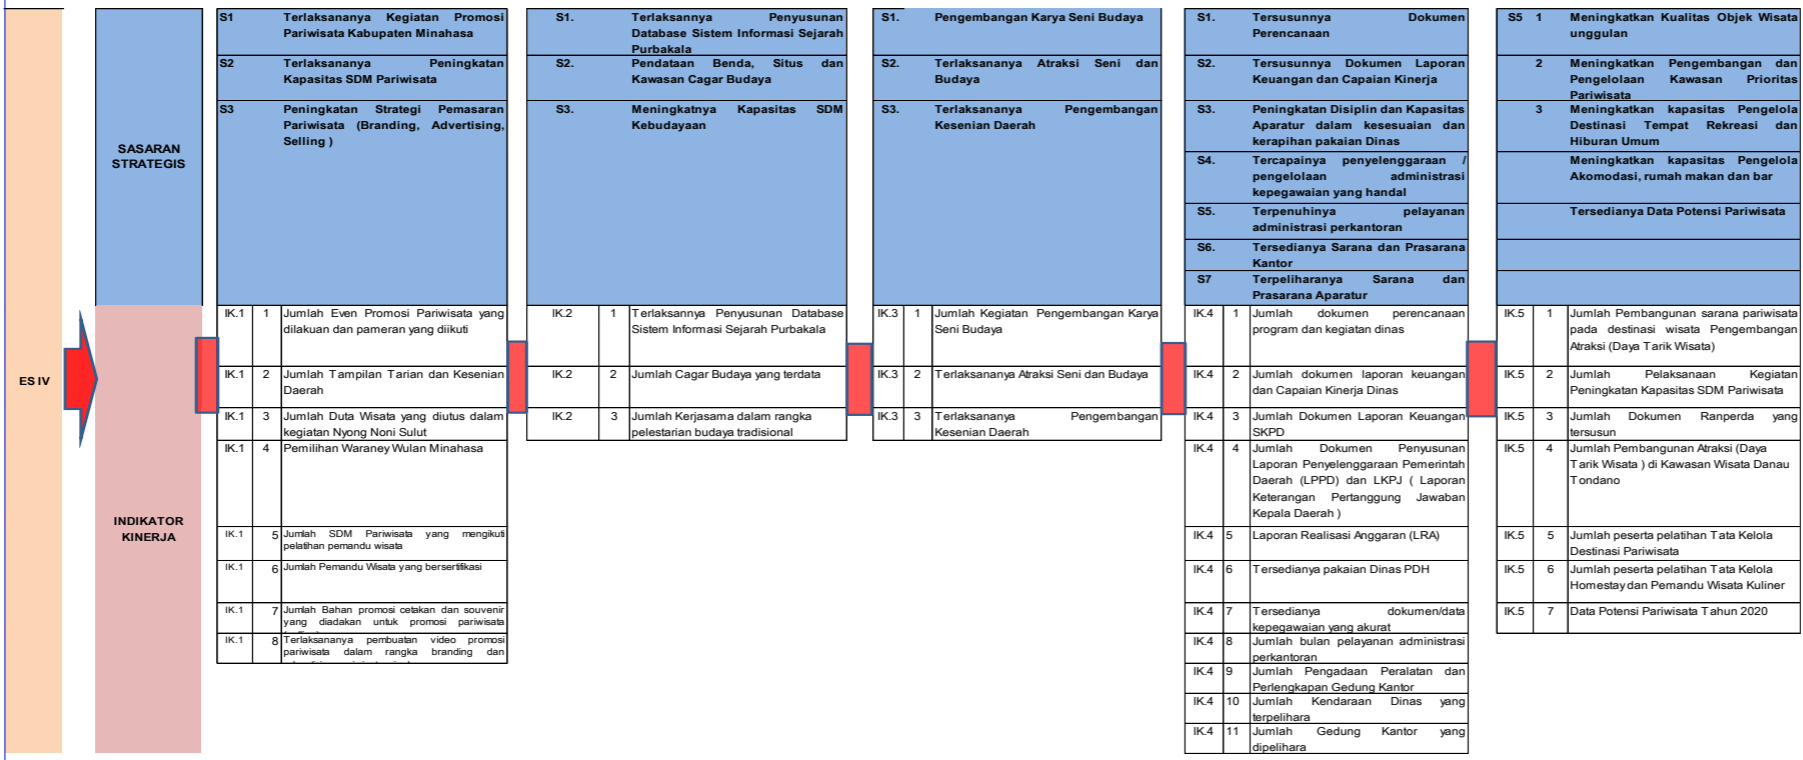 ES IV
SASARAN
STRATEGIS
S1 Terlaksananya Kegiatan Promosi
Pariwisata Kabupaten Minahasa
S2 Terlaksananya Peningkatan
Kapasitas SDM Pariwisata
S3 Peningkatan Strategi Pemasaran
Pariwisata (Branding, Advertising,
Selling )
S1. Terlaksannya Penyusunan
Database Sistem Informasi Sejarah
Purbakala
S2. Pendataan Benda, Situs dan
Kawasan Cagar Budaya
S3. Meningkatnya Kapasitas SDM
Kebudayaan
S1. Pengembangan Karya Seni Budaya
S2. Terlaksananya Atraksi Seni dan
Budaya
S3. Terlaksananya Pengembangan
Kesenian Daerah
S1. Tersusunnya Dokumen
Perencanaan
S2. Tersusunnya Dokumen Laporan
Keuangan dan Capaian Kinerja
S3. Peningkatan Disiplin dan Kapasitas
Aparatur dalam kesesuaian dan
kerapihan pakaian Dinas
S4. Tercapainya penyelenggaraan /
pengelolaan administrasi
kepegawaian yang handal
S5. Terpenuhinya pelayanan
administrasi perkantoran
S6. Tersedianya Sarana dan Prasarana
Kantor
S7 Terpeliharanya Sarana dan
Prasarana Aparatur
S5 1 Meningkatkan Kualitas Objek Wisata
unggulan
2 Meningkatkan Pengembangan dan
Pengelolaan Kawasan Prioritas
Pariwisata
3 Meningkatkan kapasitas Pengelola
Destinasi Tempat Rekreasi dan
Hiburan Umum
Meningkatkan kapasitas Pengelola
Akomodasi, rumah makan dan bar
Tersedianya Data Potensi Pariwisata
INDIKATOR
KINERJA
IK.1 1 Jumlah Even Promosi Pariwisata yang
dilakuan dan pameran yang diikuti
IK.1 2 Jumlah Tampilan Tarian dan Kesenian
Daerah
IK.1 3 Jumlah Duta Wisata yang diutus dalam
kegiatan Nyong Noni Sulut
IK.1 4 Pemilihan Waraney Wulan Minahasa
IK.1 5 Jumlah SDM Pariwisata yang mengikuti
pelatihan pemandu wisata
IK.1 6 Jumlah Pemandu Wisata yang bersertifikasi
IK.1 7 Jumlah Bahan promosi cetakan dan souvenir
yang diadakan untuk promosi pariwisata
IK.1 8 Terlaksananya pembuatan video promosi
pariwisata dalam rangka branding dan
IK.2 1 Terlaksannya Penyusunan Database
Sistem Informasi Sejarah Purbakala
IK.2 2 Jumlah Cagar Budaya yang terdata
IK.2 3 Jumlah Kerjasama dalam rangka
pelestarian budaya tradisional
IK.3 1 Jumlah Kegiatan Pengembangan Karya
Seni Budaya
IK.3 2 Terlaksananya Atraksi Seni dan Budaya
IK.3 3 Terlaksananya Pengembangan
Kesenian Daerah
IK.4 1 Jumlah dokumen perencanaan
program dan kegiatan dinas
IK.4 2 Jumlah dokumen laporan keuangan
dan Capaian Kinerja Dinas
IK.4 3 Jumlah Dokumen Laporan Keuangan
SKPD
IK.4 4 Jumlah Dokumen Penyusunan
Laporan Penyelenggaraan Pemerintah
Daerah (LPPD) dan LKPJ ( Laporan
Keterangan Pertanggung Jawaban
Kepala Daerah )
IK.4 5 Laporan Realisasi Anggaran (LRA)
IK.4 6 Tersedianya pakaian Dinas PDH
IK.4 7 Tersedianya dokumen/data
kepegawaian yang akurat
IK.4 8 Jumlah bulan pelayanan administrasi
perkantoran
IK.4 9 Jumlah Pengadaan Peralatan dan
Perlengkapan Gedung Kantor
IK.4 10 Jumlah Kendaraan Dinas yang
terpelihara
IK.4 11 Jumlah Gedung Kantor yang
dipelihara
IK.5 1 Jumlah Pembangunan sarana pariwisata
pada destinasi wisata Pengembangan
Atraksi (Daya Tarik Wisata)
IK.5 2 Jumlah Pelaksanaan Kegiatan
Peningkatan Kapasitas SDM Pariwisata
IK.5 3 Jumlah Dokumen Ranperda yang
tersusun
IK.5 4 Jumlah Pembangunan Atraksi (Daya
Tarik Wisata ) di Kawasan Wisata Danau
Tondano
IK.5 5 Jumlah peserta pelatihan Tata Kelola
Destinasi Pariwisata
IK.5 6 Jumlah peserta pelatihan Tata Kelola
Homestay dan Pemandu Wisata Kuliner
IK.5 7 Data Potensi Pariwisata Tahun 2020